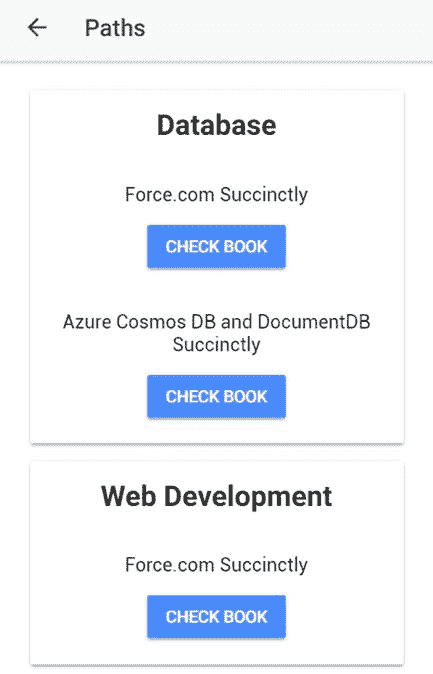 Paths
Database
Force.com Succinctly
CHECK BOOK
Azure Cosmos DB and DocumentDB
Succinctly
CHECK BOOK
Web Development
Force.com Succinctly
CHECK BOOK